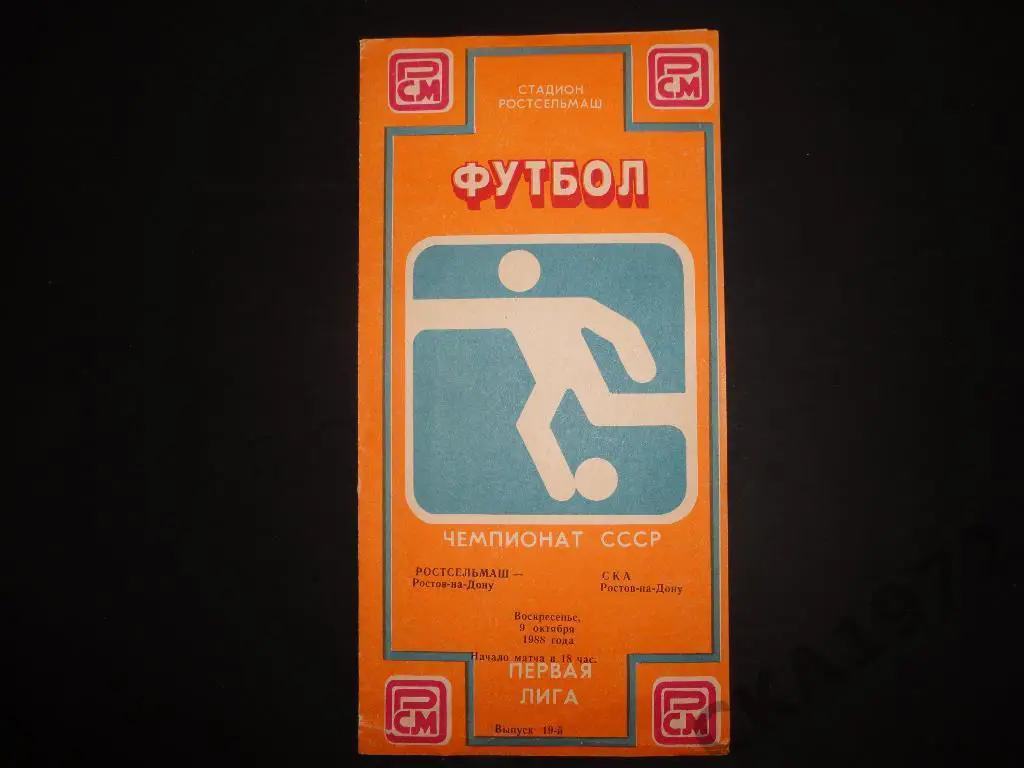 РСМ
РСМ
СТАДИОН
РОСТСЕЛЬМАШ
ФУТБОЛ
ЧЕМПИОНАТ СССР
РОСТСЕЛЬМАШ —
Ростов-на-Дону
СКА
Ростов-на-Дону
Воскресенье,
9 октября
1988 года
Начало матча в 18 час.
ПЕРВАЯ
ЛИГА
РСМ
РСМ
Выпуск 19-й